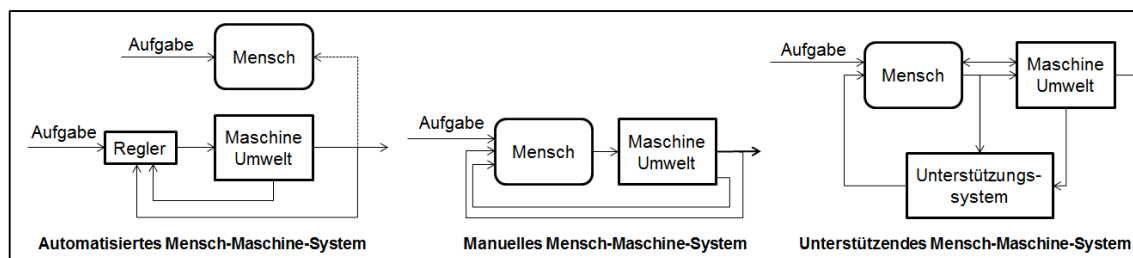 Aufgabe
Mensch
Aufgabe
Regler
Maschine
Umwelt
Automatisiertes Mensch-Maschine-System
Aufgabe
Mensch
Maschine
Umwelt
Manuelles Mensch-Maschine-System
Aufgabe
Mensch
Maschine
Umwelt
Unterstützungs-
system
Unterstützendes Mensch-Maschine-System